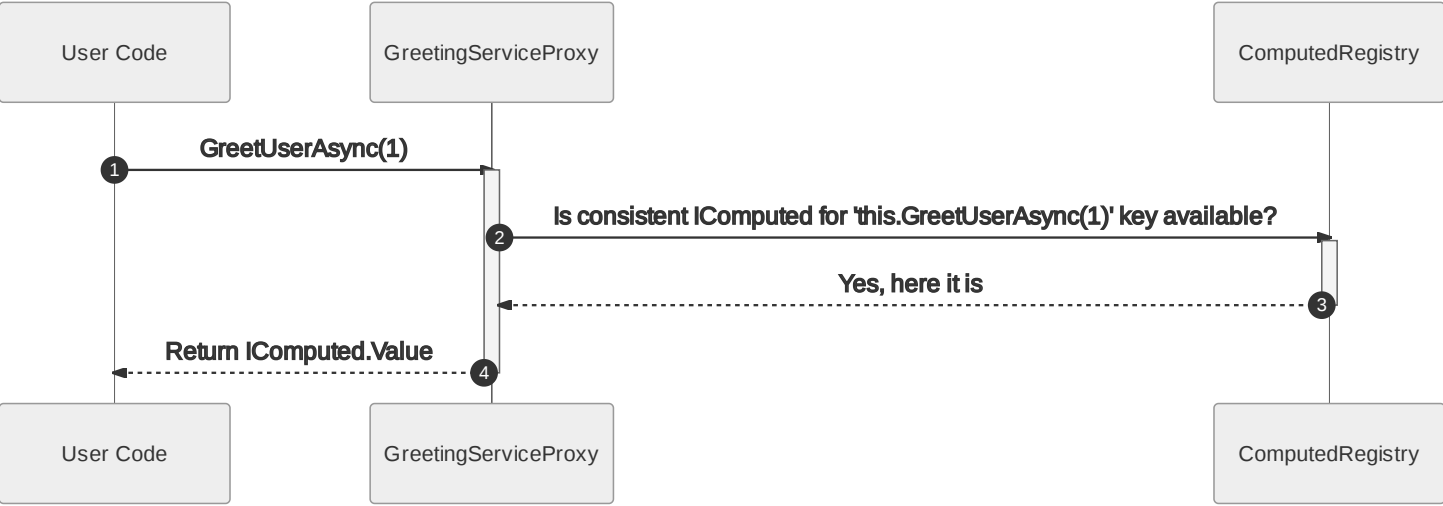 User Code
GreetingServiceProxy
ComputedRegistry
GreetUserAsync(1)
1
Is consistent IComputed for 'this.GreetUserAsync(1)' key available?
2
Yes, here it is
3
Return IComputed.Value
4
User Code
GreetingServiceProxy
ComputedRegistry